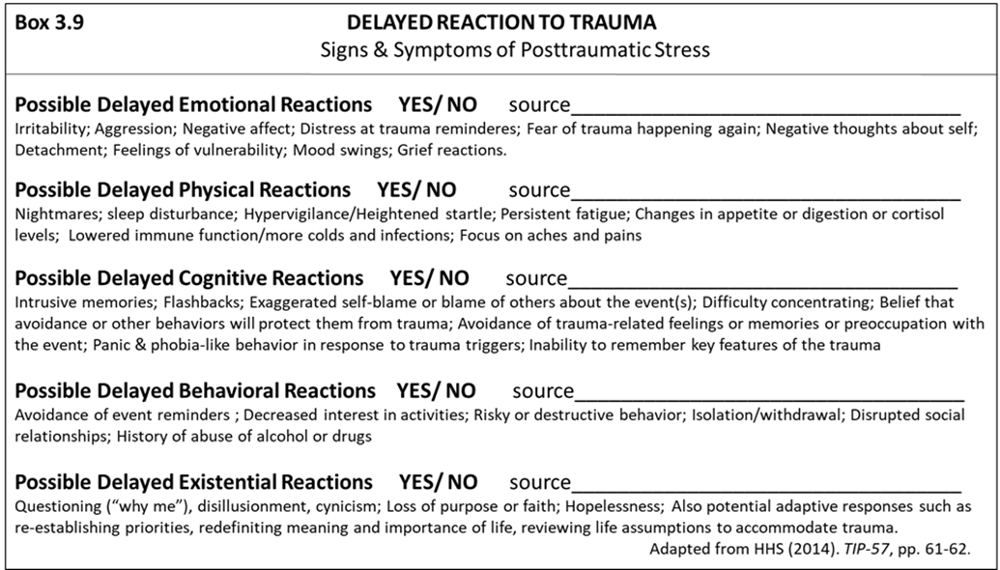 Box 3.9 DELAYED REACTION TO TRAUMA
Signs & Symptoms of Posttraumatic Stress
Possible Delayed Emotional Reactions YES/ NO source___________________________________
Irritability; Aggression; Negative affect; Distress at trauma reminderes; Fear of trauma happening again; Negative thoughts about self;
Detachment; Feelings of vulnerability; Mood swings; Grief reactions.
Possible Delayed Physical Reactions YES/ NO source___________________________________
Nightmares; sleep disturbance; Hypervigilance/Heightened startle; Persistent fatigue; Changes in appetite or digestion or cortisol
levels; Lowered immune function/more colds and infections; Focus on aches and pains
Possible Delayed Cognitive Reactions YES/ NO source___________________________________
Intrusive memories; Flashbacks; Exaggerated self-blame or blame of others about the event(s); Difficulty concentrating; Belief that
avoidance or other behaviors will protect them from trauma; Avoidance of trauma-related feelings or memories or preoccupation with
the event; Panic & phobia-like behavior in response to trauma triggers; Inability to remember key features of the trauma
Possible Delayed Behavioral Reactions YES/ NO source___________________________________
Avoidance of event reminders ; Decreased interest in activities; Risky or destructive behavior; Isolation/withdrawal; Disrupted social
relationships; History of abuse of alcohol or drugs
Possible Delayed Existential Reactions YES/ NO source___________________________________
Questioning (“why me”), disillusionment, cynicism; Loss of purpose or faith; Hopelessness; Also potential adaptive responses such as
re-establishing priorities, redefiniting meaning and importance of life, reviewing life assumptions to accommodate trauma.
Adapted from HHS (2014). TIP-57, pp. 61-62.